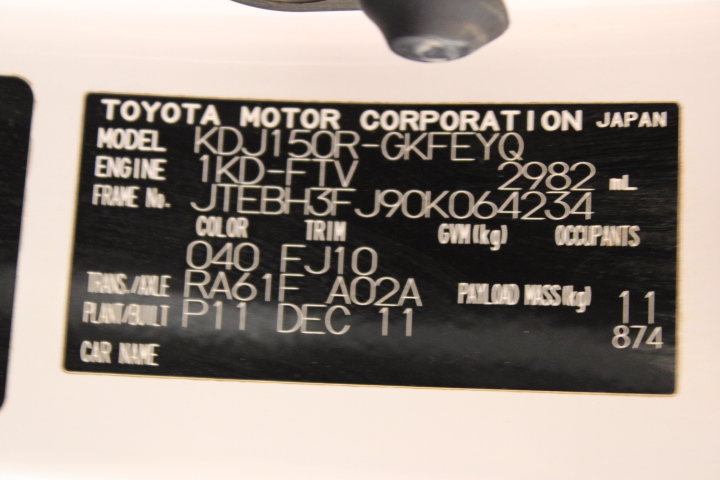 TOYOTA MOTOR CORPORATION JAPAN
MODEL KDJ150R-GKFEYQ
ENGINE 1KD-FTV 2982 mL
FRAME No. JTEBH3FJ90K064234
COLOR TRIM GVM(kg) OCCUPANTS
040 FJ10
TRANS./AXLE RA61F A02A PAYLOAD MASS(kg) 11
PLANT/BUILT P11 DEC 11 874
CAR NAME